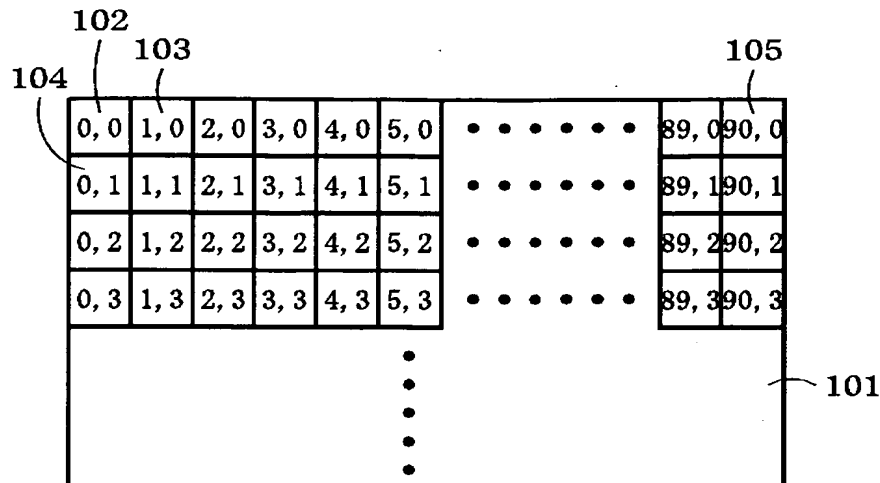 102
103
105
104
0, 0 1, 0 2, 0 3, 0 4, 0 5, 0 • • • • • • 89, 0 90, 0
0, 1 1, 1 2, 1 3, 1 4, 1 5, 1 • • • • • • 89, 1 90, 1
0, 2 1, 2 2, 2 3, 2 4, 2 5, 2 • • • • • • 89, 2 90, 2
0, 3 1, 3 2, 3 3, 3 4, 3 5, 3 • • • • • • 89, 3 90, 3
101